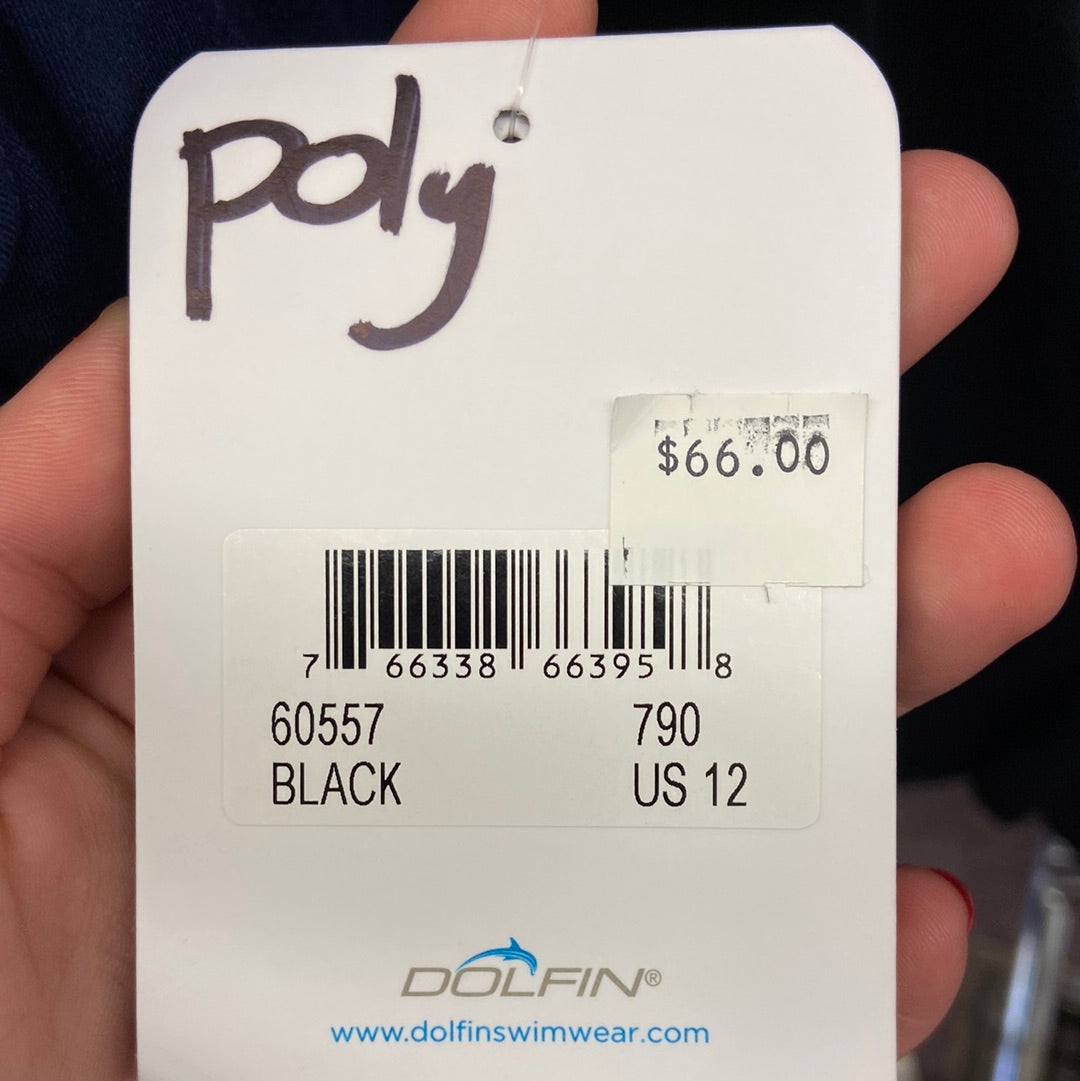 poly
$66.00
7 66338 66395 8
60557 790
BLACK US 12
DOLFIN®
www.dolfinswimwear.com